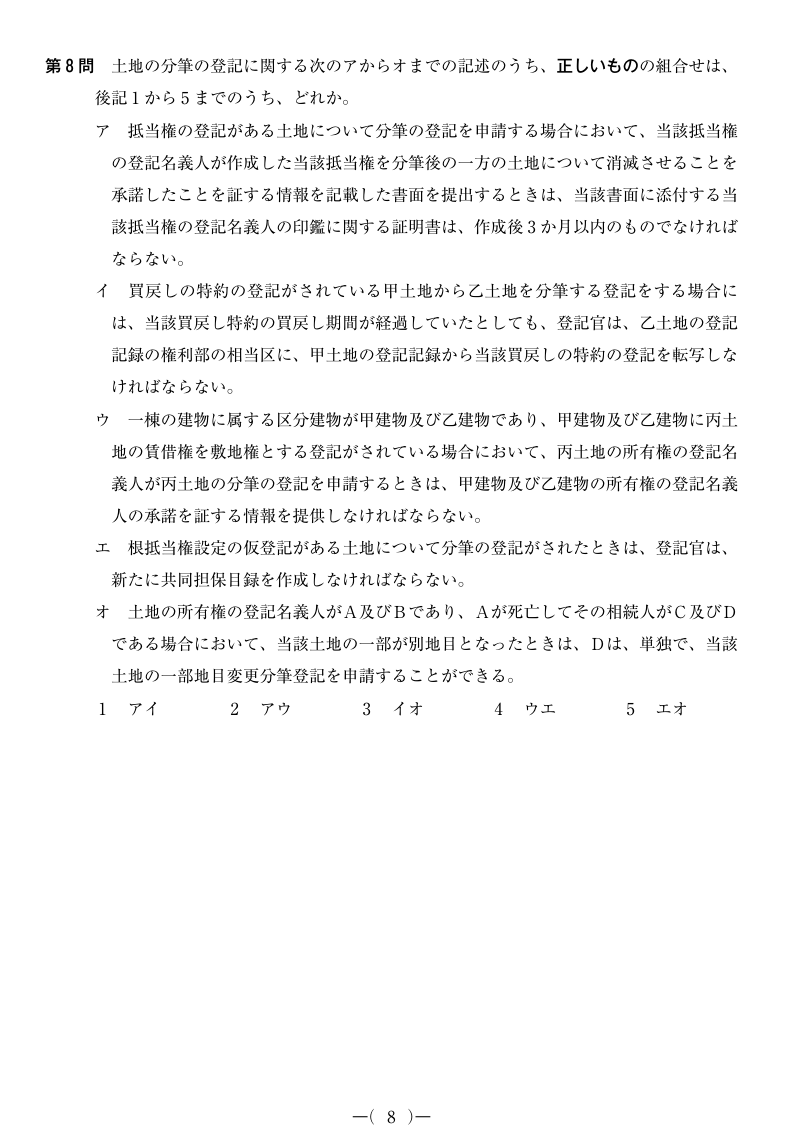 第8問　土地の分筆の登記に関する次のアからオまでの記述のうち、正しいものの組合せは、
後記1から5までのうち、どれか。
ア　抵当権の登記がある土地について分筆の登記を申請する場合において、当該抵当権
の登記名義人が作成した当該抵当権を分筆後の一方の土地について消滅させることを
承諾したことを証する情報を記載した書面を提出するときは、当該書面に添付する当
該抵当権の登記名義人の印鑑に関する証明書は、作成後3か月以内のものでなければ
ならない。
イ　買戻しの特約の登記がされている甲土地から乙土地を分筆する登記をする場合に
は、当該買戻し特約の買戻し期間が経過していたとしても、登記官は、乙土地の登記
記録の権利部の相当区に、甲土地の登記記録から当該買戻しの特約の登記を転写しな
ければならない。
ウ　一棟の建物に属する区分建物が甲建物及び乙建物であり、甲建物及び乙建物に丙土
地の賃借権を敷地権とする登記がされている場合において、丙土地の所有権の登記名
義人が丙土地の分筆の登記を申請するときは、甲建物及び乙建物の所有権の登記名義
人の承諾を証する情報を提供しなければならない。
エ　根抵当権設定の仮登記がある土地について分筆の登記がされたときは、登記官は、
新たに共同担保目録を作成しなければならない。
オ　土地の所有権の登記名義人がA及びBであり、Aが死亡してその相続人がC及びD
である場合において、当該土地の一部が別地目となったときは、Dは、単独で、当該
土地の一部地目変更分筆登記を申請することができる。
1　アイ　2　アウ　3　イオ　4　ウエ　5　エオ
―( 8 )―